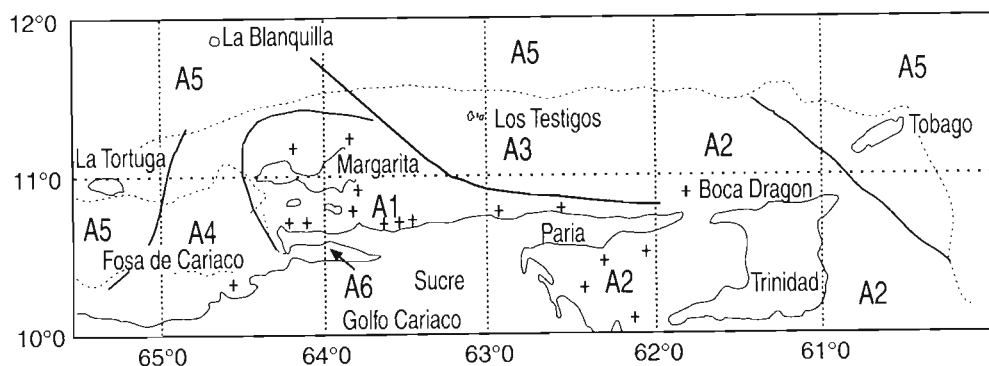 12°0
La Blanquilla
A5
A5
A5
Los Testigos
Tobago
La Tortuga
Margarita
A3
A2
11°0
Boca Dragon
A1
A5
A4
Paria
Fosa de Cariaco
A6
Sucre
A2
Trinidad
A2
Golfo Cariaco
10°0
65°0
64°0
63°0
62°0
61°0